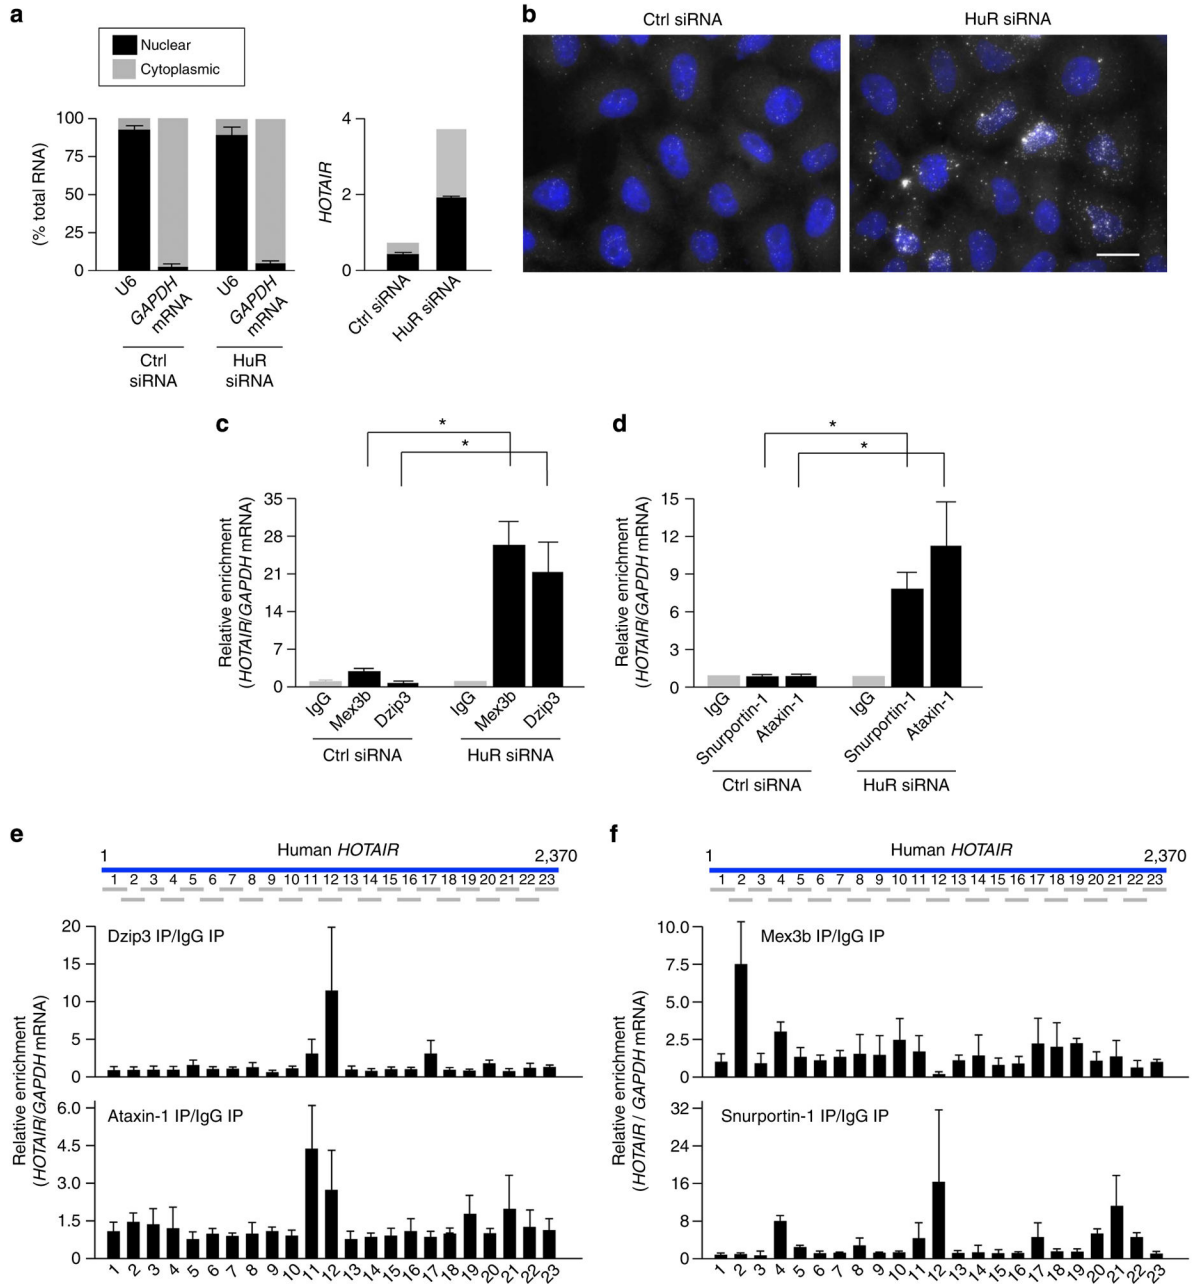 a
Nuclear
Cytoplasmic
(% total RNA)
100
75
50
25
0
U6
GAPDH
mRNA
U6
GAPDH
mRNA
Ctrl
siRNA
HuR
siRNA
HOTAIR
4
2
0
Ctrl siRNA
HuR siRNA
b
Ctrl siRNA
HuR siRNA
c
*
*
Relative enrichment
(HOTAIR/GAPDH mRNA)
35
28
21
14
7
0
IgG
Mex3b
Dzip3
IgG
Mex3b
Dzip3
Ctrl siRNA
HuR siRNA
d
*
*
Relative enrichment
(HOTAIR/GAPDH mRNA)
15
12
9
6
3
0
IgG
Snurportin-1
Ataxin-1
IgG
Snurportin-1
Ataxin-1
Ctrl siRNA
HuR siRNA
e
1 Human HOTAIR 2,370
1 2 3 4 5 6 7 8 9 10 11 12 13 14 15 16 17 18 19 20 21 22 23
Relative enrichment
(HOTAIR/GAPDH mRNA)
Dzip3 IP/IgG IP
20
15
10
5
0
Ataxin-1 IP/IgG IP
6.0
4.5
3.0
1.5
0
1 2 3 4 5 6 7 8 9 10 11 12 13 14 15 16 17 18 19 20 21 22 23
f
1 Human HOTAIR 2,370
1 2 3 4 5 6 7 8 9 10 11 12 13 14 15 16 17 18 19 20 21 22 23
Relative enrichment
(HOTAIR / GAPDH mRNA)
Mex3b IP/IgG IP
10.0
7.5
5.0
2.5
0
Snurportin-1 IP/IgG IP
32
24
16
8
0
1 2 3 4 5 6 7 8 9 10 11 12 13 14 15 16 17 18 19 20 21 22 23